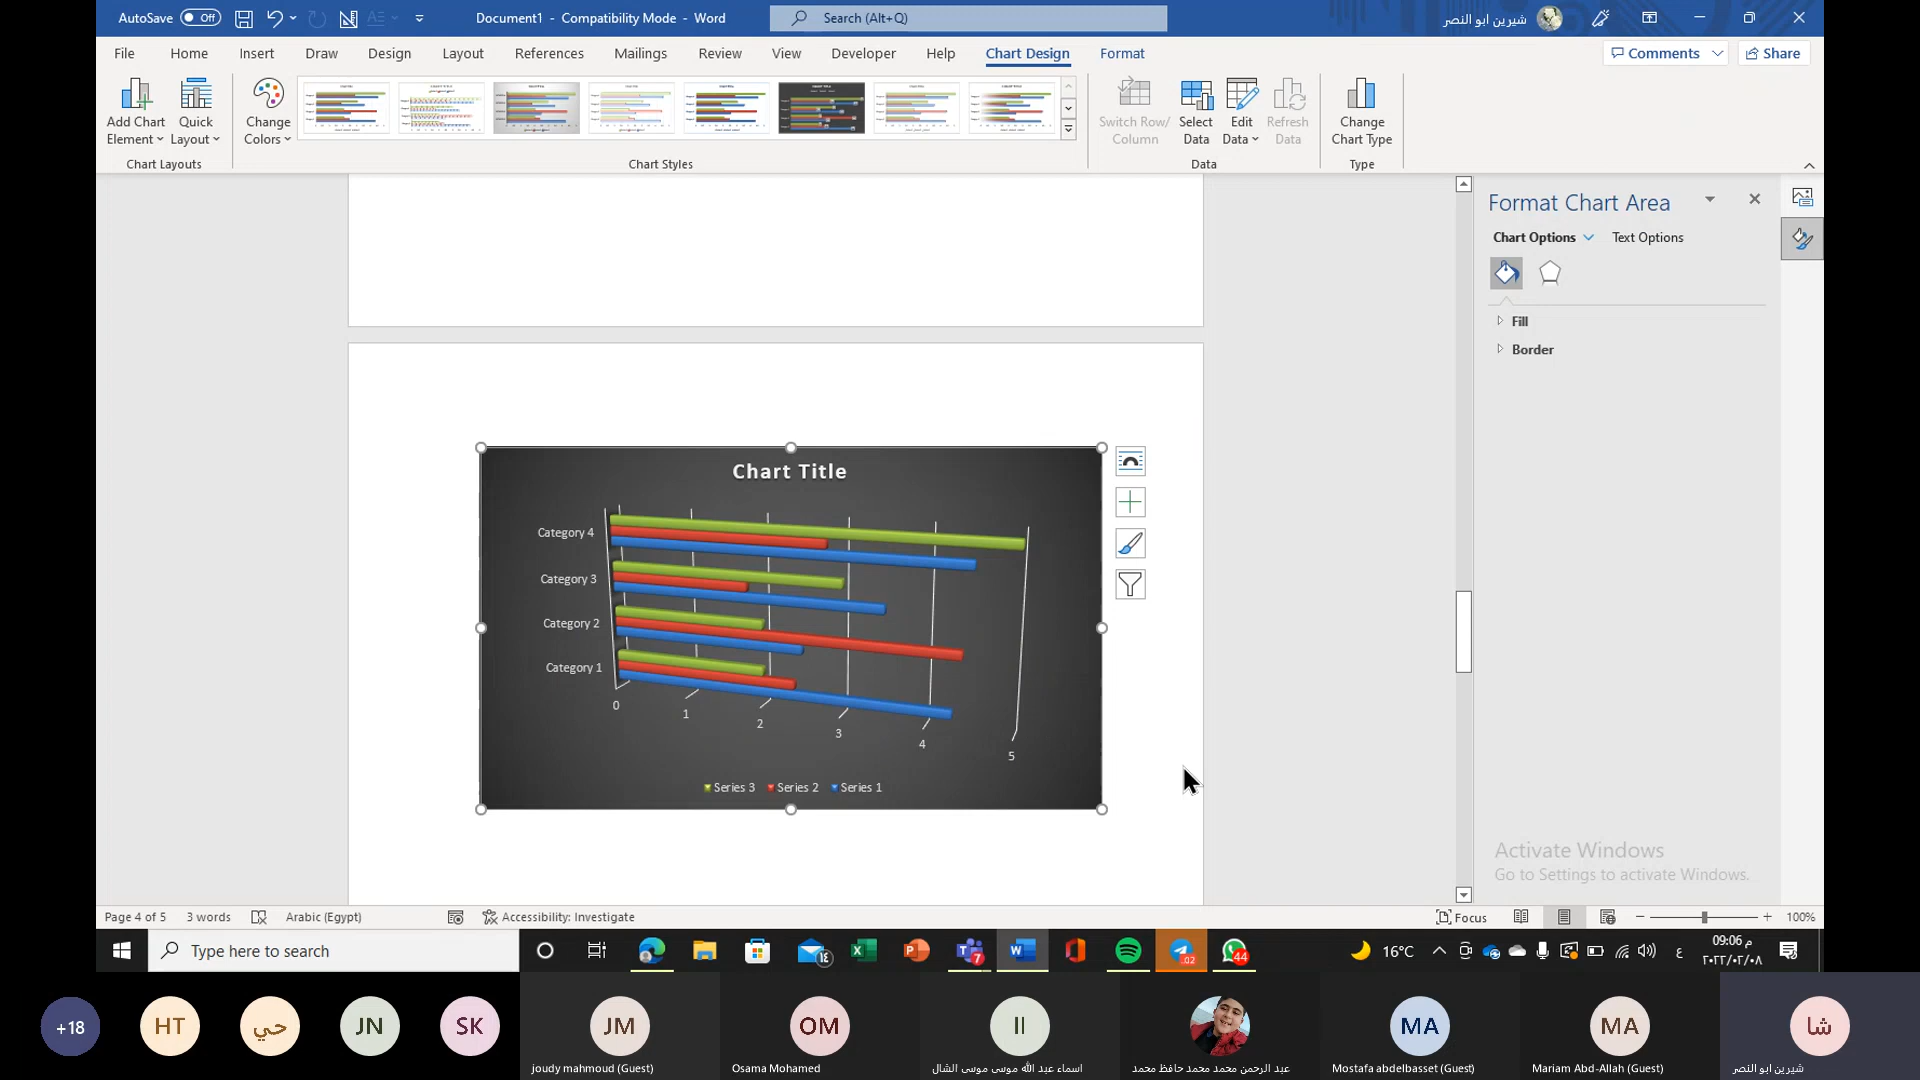 AutoSave Off Document1 - Compatibility Mode - Word Search (Alt+Q) شيرين ابو النصر
File Home Insert Draw Design Layout References Mailings Review View Developer Help Chart Design Format Comments Share
Add Chart Element Quick Layout Change Colors Switch Row/Column Select Data Edit Data Refresh Data Change Chart Type
Chart Layouts Chart Styles Data Type
Format Chart Area
Chart Options Text Options
Fill
Border
Chart Title
Category 4
Category 3
Category 2
Category 1
0 1 2 3 4 5
Series 3 Series 2 Series 1
Activate Windows
Go to Settings to activate Windows.
Page 4 of 5 3 words Arabic (Egypt) Accessibility: Investigate Focus 100%
Type here to search 16°C ع
09:06 م
٢٠٢٢/٠٢/٠٨
+18 HT حي JN SK JM OM اا MA MA شا
joudy mahmoud (Guest) Osama Mohamed اسماء عبد الله موسى موسى الشال عبد الرحمن محمد محمد حافظ محمد Mostafa abdelbasset (Guest) Mariam Abd-Allah (Guest) شيرين ابو النصر